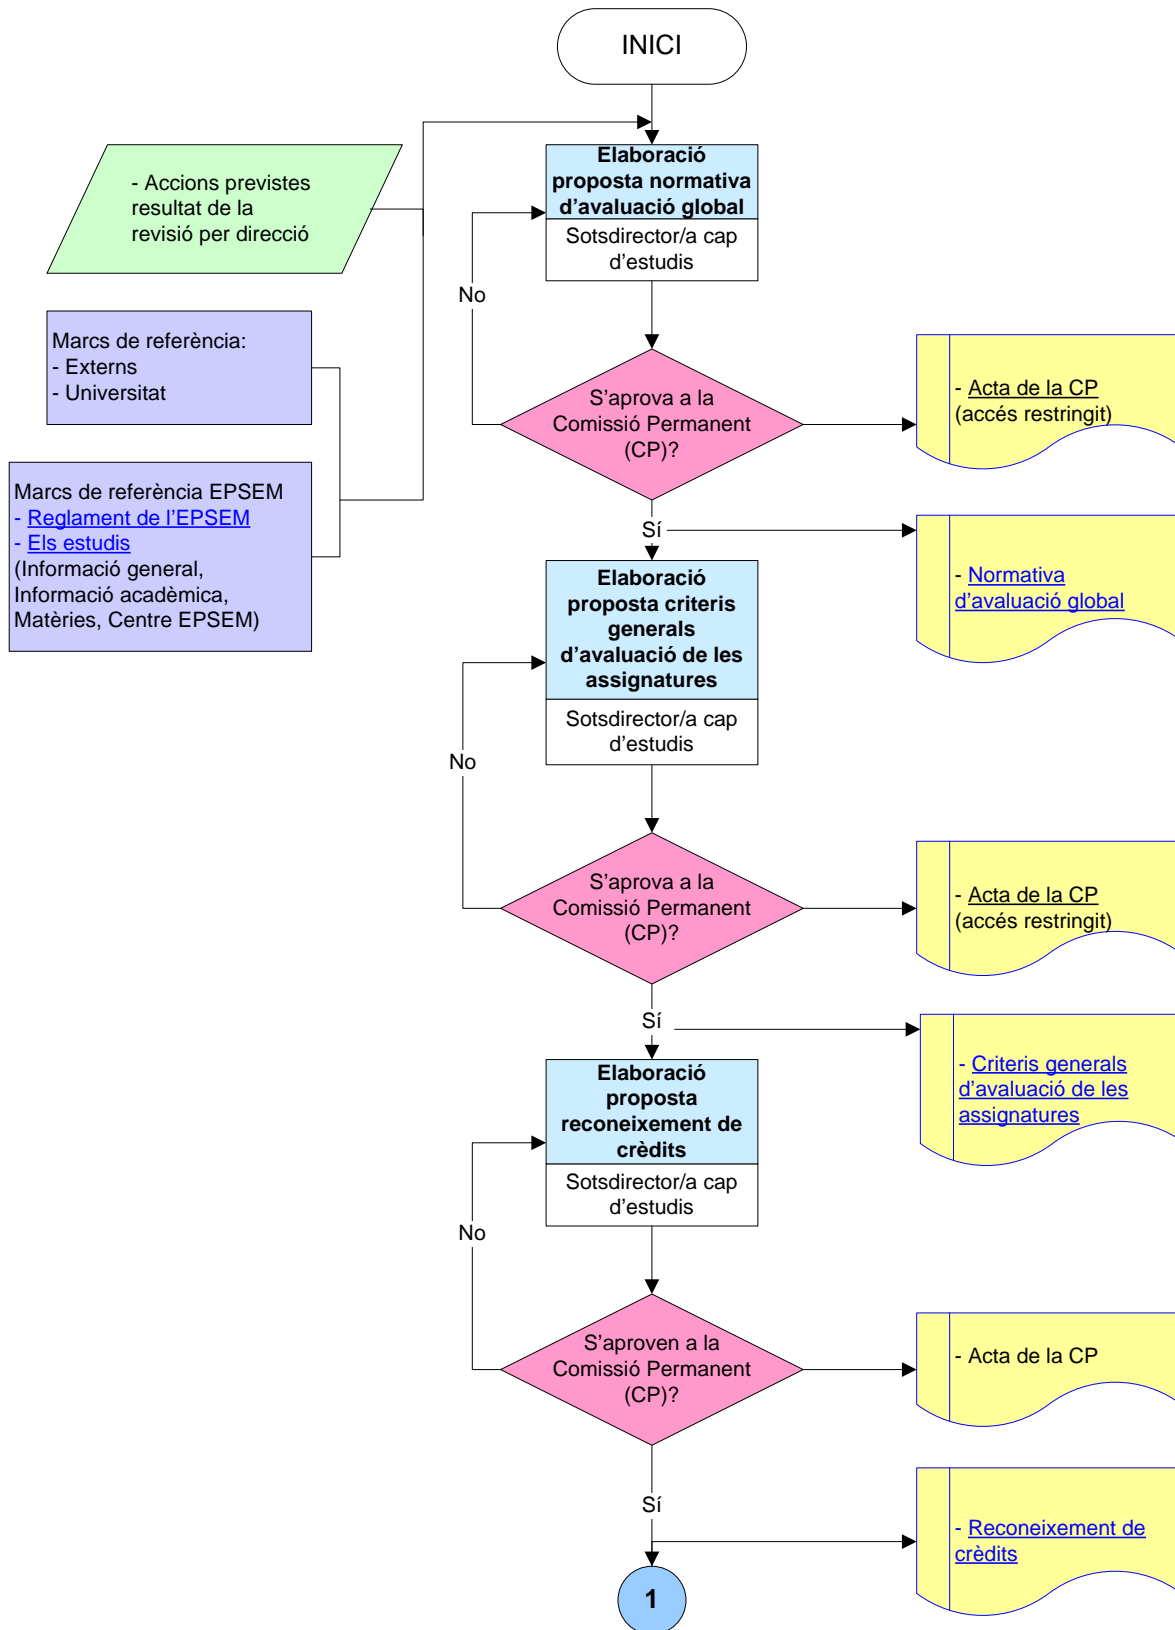 INICI
- Accions previstes
resultat de la
revisió per direcció
Elaboració
proposta normativa
d’avaluació global
Sotsdirector/a cap
d’estudis
No
Marcs de referència:
- Externs
- Universitat
S’aprova a la
Comissió Permanent
(CP)?
- Acta de la CP
(accés restringit)
Marcs de referència EPSEM
- Reglament de l’EPSEM
- Els estudis
(Informació general,
Informació acadèmica,
Matèries, Centre EPSEM)
Sí
- Normativa
d’avaluació global
Elaboració
proposta criteris
generals
d’avaluació de les
assignatures
Sotsdirector/a cap
d’estudis
No
S’aprova a la
Comissió Permanent
(CP)?
- Acta de la CP
(accés restringit)
Sí
- Criteris generals
d’avaluació de les
assignatures
Elaboració
proposta
reconeixement de
crèdits
Sotsdirector/a cap
d’estudis
No
S’aproven a la
Comissió Permanent
(CP)?
- Acta de la CP
Sí
- Reconeixement de
crèdits
1